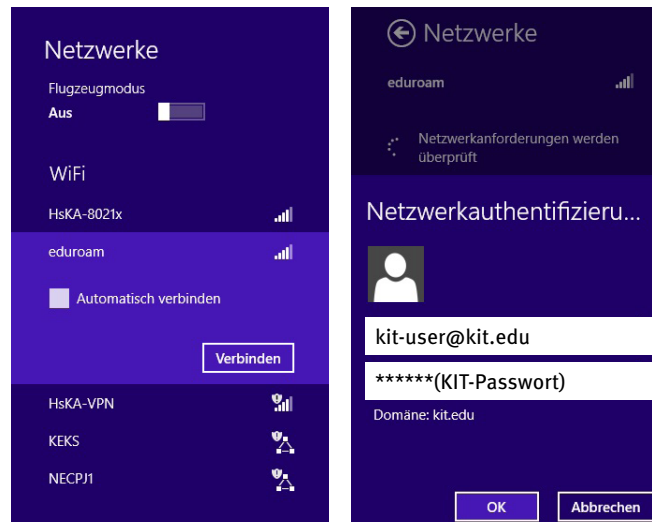 Netzwerke
Flugzeugmodus
Aus
WiFi
HsKA-8021x
eduroam
Automatisch verbinden
Verbinden
HsKA-VPN
KEKS
NECPJ1
Netzwerke
eduroam
Netzwerkanforderungen werden
überprüft
Netzwerkauthentifizieru...
kit-user@kit.edu
******(KIT-Passwort)
Domäne: kit.edu
OK
Abbrechen